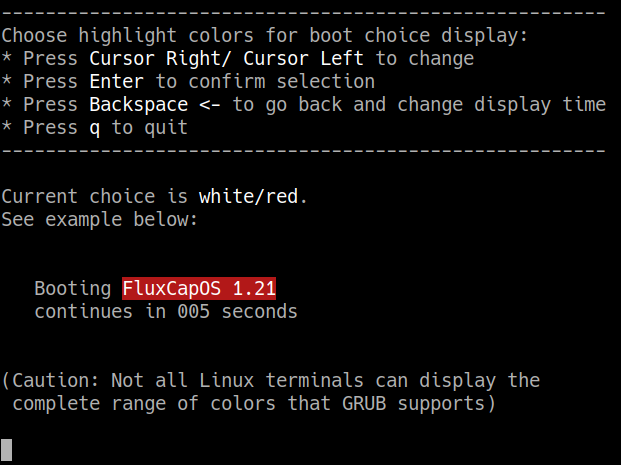 -------------------------------------------------------
Choose highlight colors for boot choice display:
* Press Cursor Right/ Cursor Left to change
* Press Enter to confirm selection
* Press Backspace <- to go back and change display time
* Press q to quit
-------------------------------------------------------
Current choice is white/red.
See example below:
Booting FluxCapOS 1.21
continues in 005 seconds
(Caution: Not all Linux terminals can display the
complete range of colors that GRUB supports)